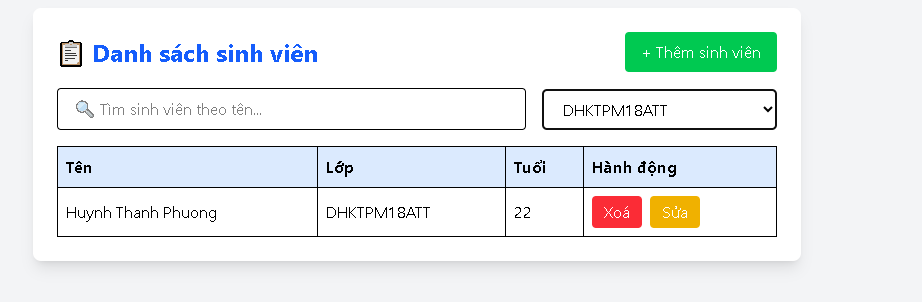 📋 Danh sách sinh viên
+ Thêm sinh viên
🔍 Tìm sinh viên theo tên...
DHKTPM18ATT
Tên Lớp Tuổi Hành động
Huynh Thanh Phuong DHKTPM18ATT 22 Xoá Sửa